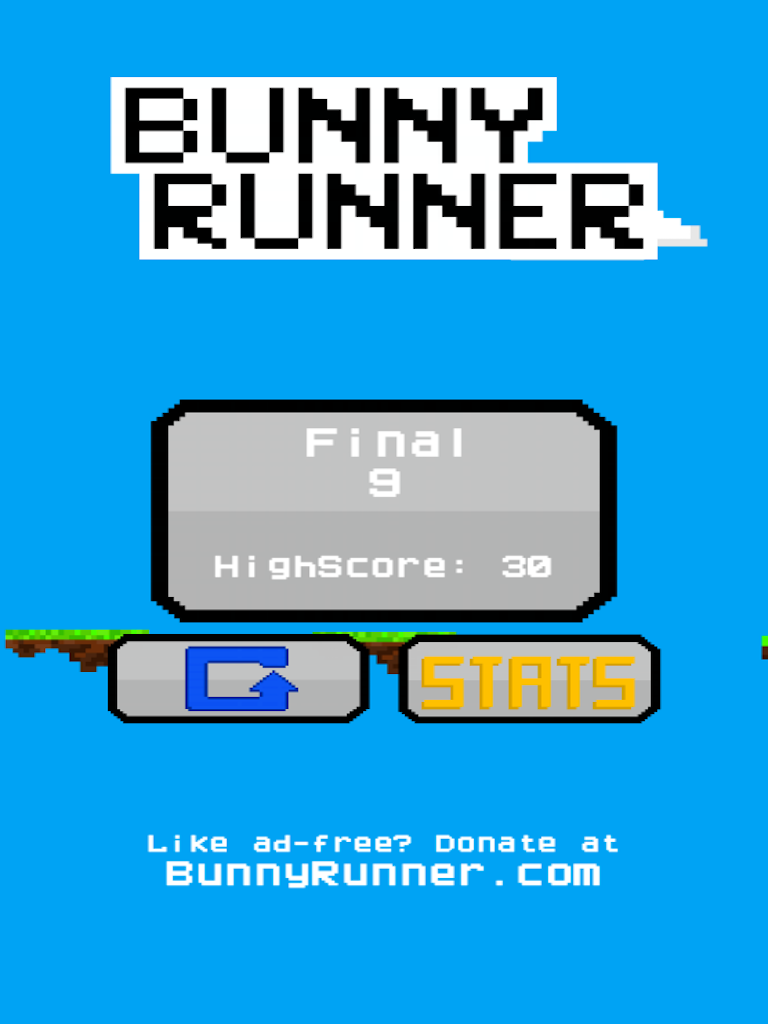 BUNNY
RUNNER
Final
9
HighScore: 30
STATS
Like ad-free? Donate at
BunnyRunner.com